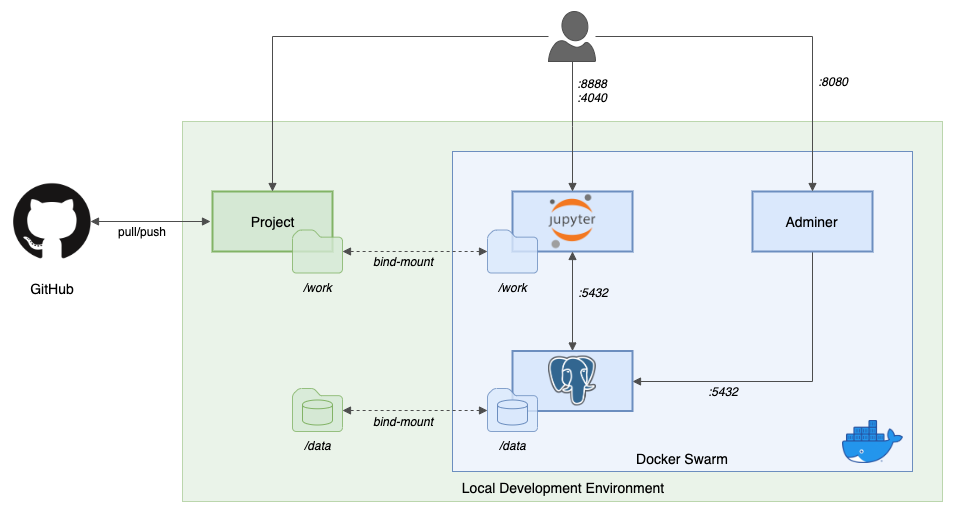 :8888
:4040
:8080
Project
jupyter
Adminer
pull/push
GitHub
bind-mount
/work
/work
:5432
:5432
bind-mount
/data
/data
Docker Swarm
Local Development Environment